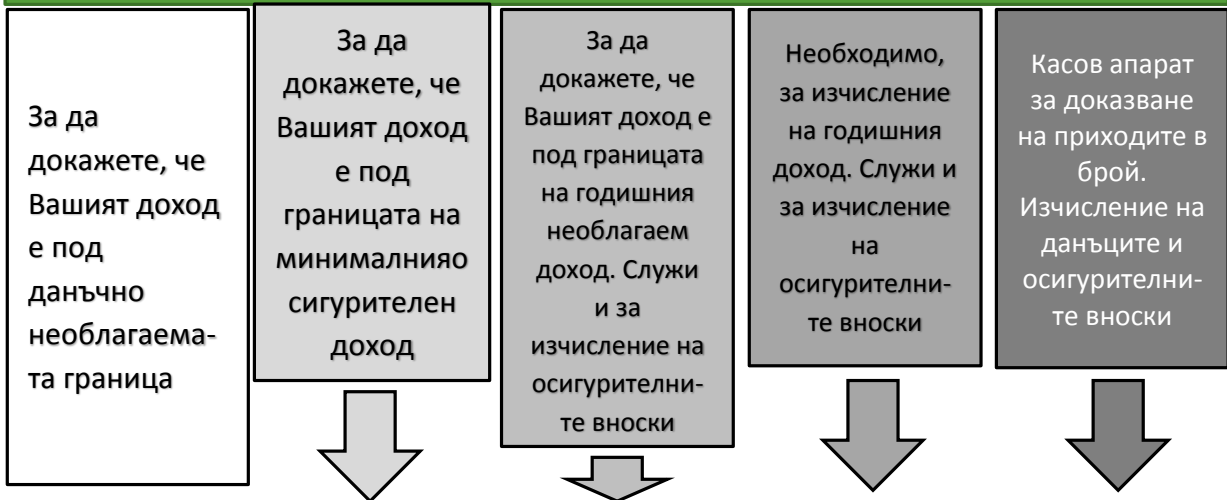 За да
докажете, че
Вашият доход
е под
данъчно
необлагаема-
та граница
За да
докажете, че
Вашият доход
е под
границата на
минималнияо
сигурителен
доход
За да
докажете, че
Вашият доход е
под границата
на годишния
необлагаем
доход. Служи
и за
изчисление на
осигурителни-
те вноски
Необходимо,
за изчисление
на годишния
доход. Служи и
за изчисление
на
осигурителни-
те вноски
Касов апарат
за доказване
на приходите в
брой.
Изчисление на
данъците и
осигурителни-
те вноски